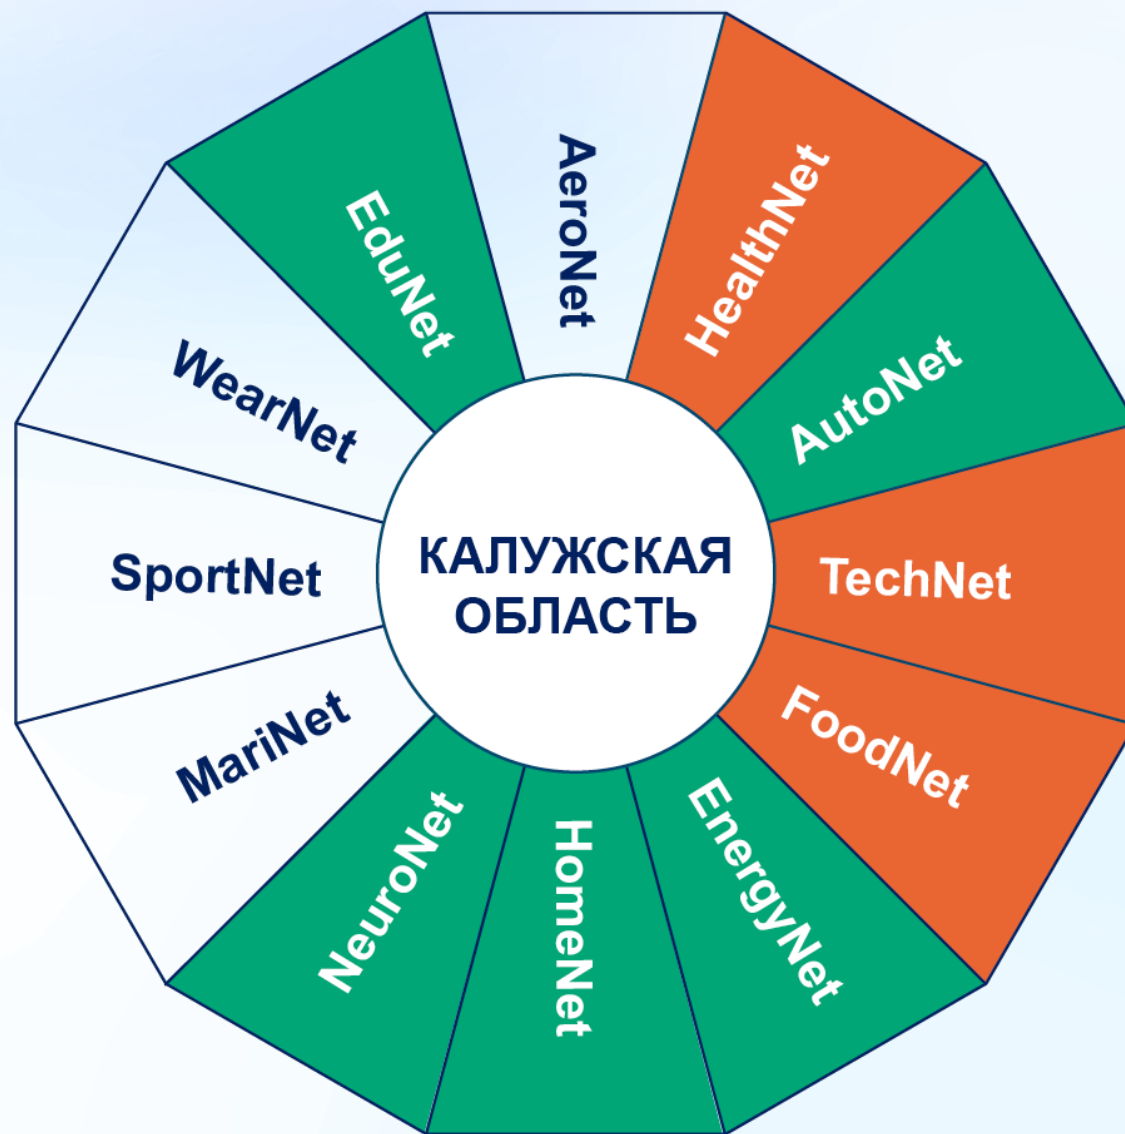 AeroNet
HealthNet
AutoNet
TechNet
FoodNet
EnergyNet
HomeNet
NeuroNet
MariNet
SportNet
WearNet
EduNet
КАЛУЖСКАЯ
ОБЛАСТЬ